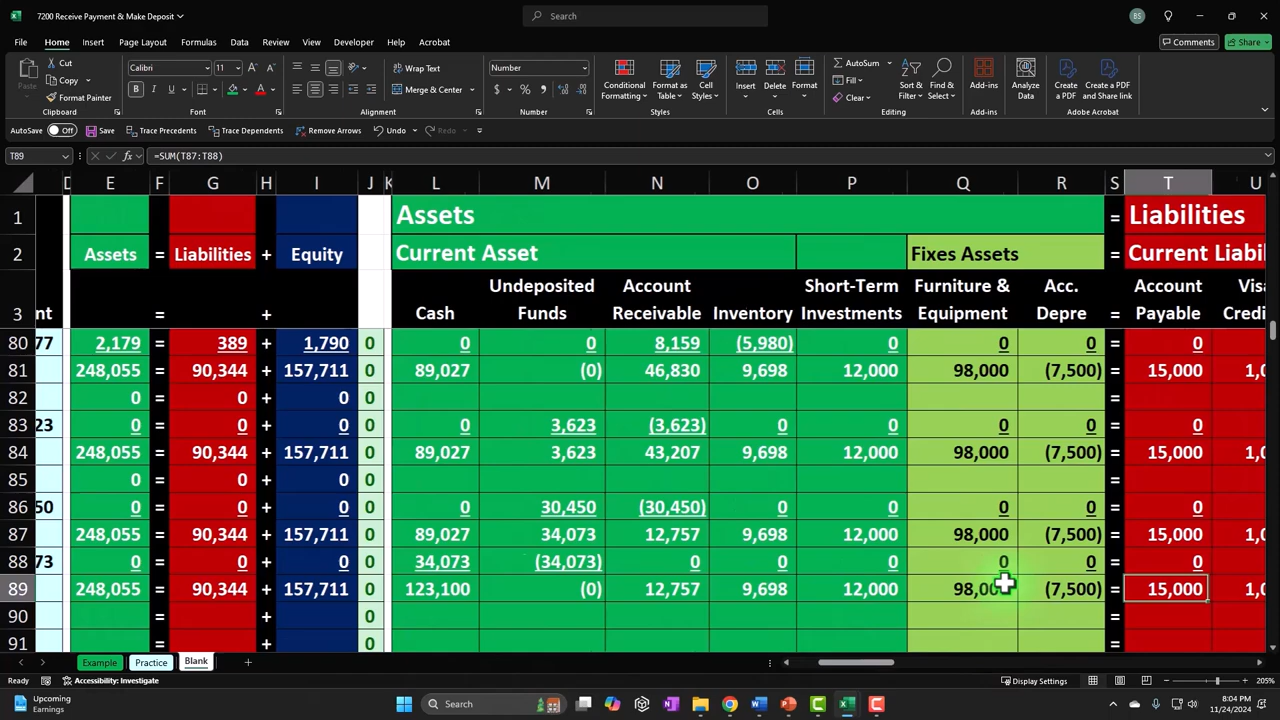 7200 Receive Payment & Make Deposit
Search
BS
File Home Insert Page Layout Formulas Data Review View Developer Help Acrobat Comments Share
Paste Cut Copy Format Painter Clipboard
Calibri 11 B I U A Font
Wrap Text Merge & Center Alignment
Number $ % , Number
Conditional Formatting Format as Table Cell Styles Styles
Insert Delete Format Cells
AutoSum Fill Clear Sort & Filter Find & Select Editing
Add-ins Add-ins
Analyze Data
Create a PDF Create a PDF and Share link Adobe Acrobat
AutoSave Off Save Trace Precedents Trace Dependents Remove Arrows Undo Redo
T89 fx =SUM(T87:T88)
D E F G H I J K L M N O P Q R S T U
1 Assets = Liabilities
2 Assets = Liabilities + Equity Current Asset Fixes Assets = Current Liabil
3 nt = + Cash Undeposited Funds Account Receivable Inventory Short-Term Investments Furniture & Equipment Acc. Depre = Account Payable Visa Credi
80 77 2,179 = 389 + 1,790 0 0 0 8,159 (5,980) 0 0 0 = 0
81 248,055 = 90,344 + 157,711 0 89,027 (0) 46,830 9,698 12,000 98,000 (7,500) = 15,000 1,0
82 0 = 0 + 0 0 =
83 23 0 = 0 + 0 0 0 3,623 (3,623) 0 0 0 0 = 0
84 248,055 = 90,344 + 157,711 0 89,027 3,623 43,207 9,698 12,000 98,000 (7,500) = 15,000 1,0
85 0 = 0 + 0 0 =
86 50 0 = 0 + 0 0 0 30,450 (30,450) 0 0 0 0 = 0
87 248,055 = 90,344 + 157,711 0 89,027 34,073 12,757 9,698 12,000 98,000 (7,500) = 15,000 1,0
88 73 0 = 0 + 0 0 34,073 (34,073) 0 0 0 0 0 = 0
89 248,055 = 90,344 + 157,711 0 123,100 (0) 12,757 9,698 12,000 98,00 (7,500) = 15,000 1,0
90 = + 0 =
91 = + 0 =
Example Practice Blank
Ready Accessibility: Investigate Display Settings 205%
Upcoming Earnings Search 8:04 PM 11/24/2024